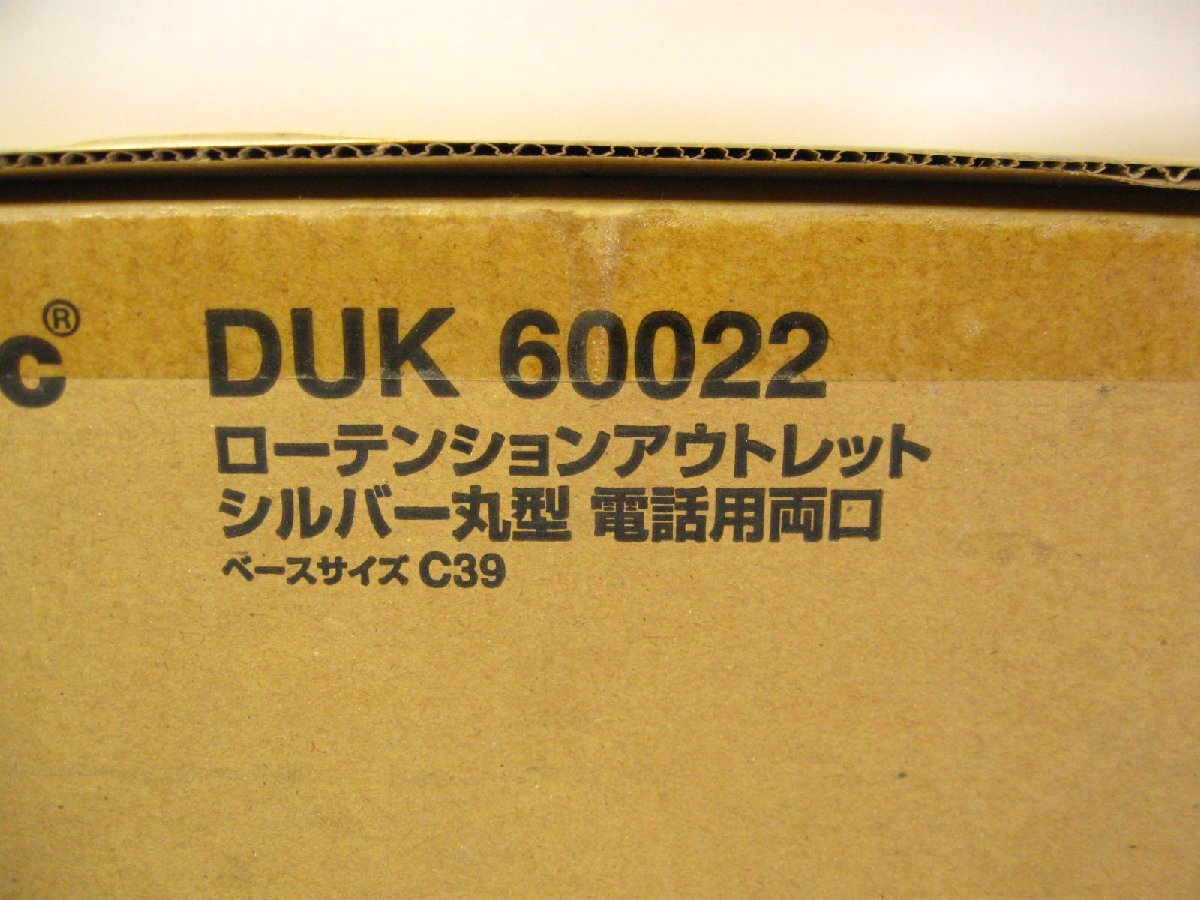 c® DUK 60022
ローテンションアウトレット
シルバー丸型 電話用両口
ベースサイズ C39